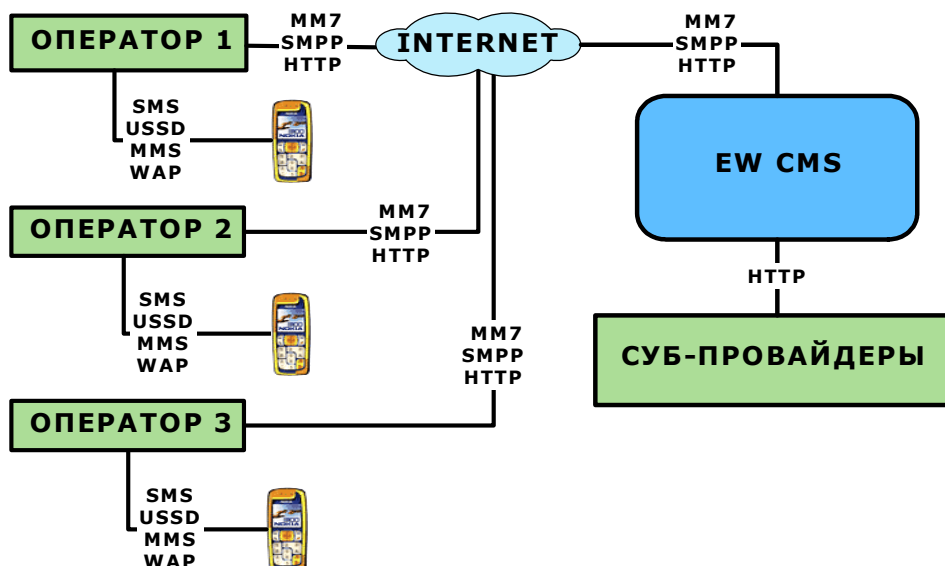 ОПЕРАТОР 1
MM7
SMPP
HTTP
INTERNET
MM7
SMPP
HTTP
SMS
USSD
MMS
WAP
EW CMS
ОПЕРАТОР 2
MM7
SMPP
HTTP
HTTP
SMS
USSD
MMS
WAP
MM7
SMPP
HTTP
СУБ-ПРОВАЙДЕРЫ
ОПЕРАТОР 3
SMS
USSD
MMS
WAP